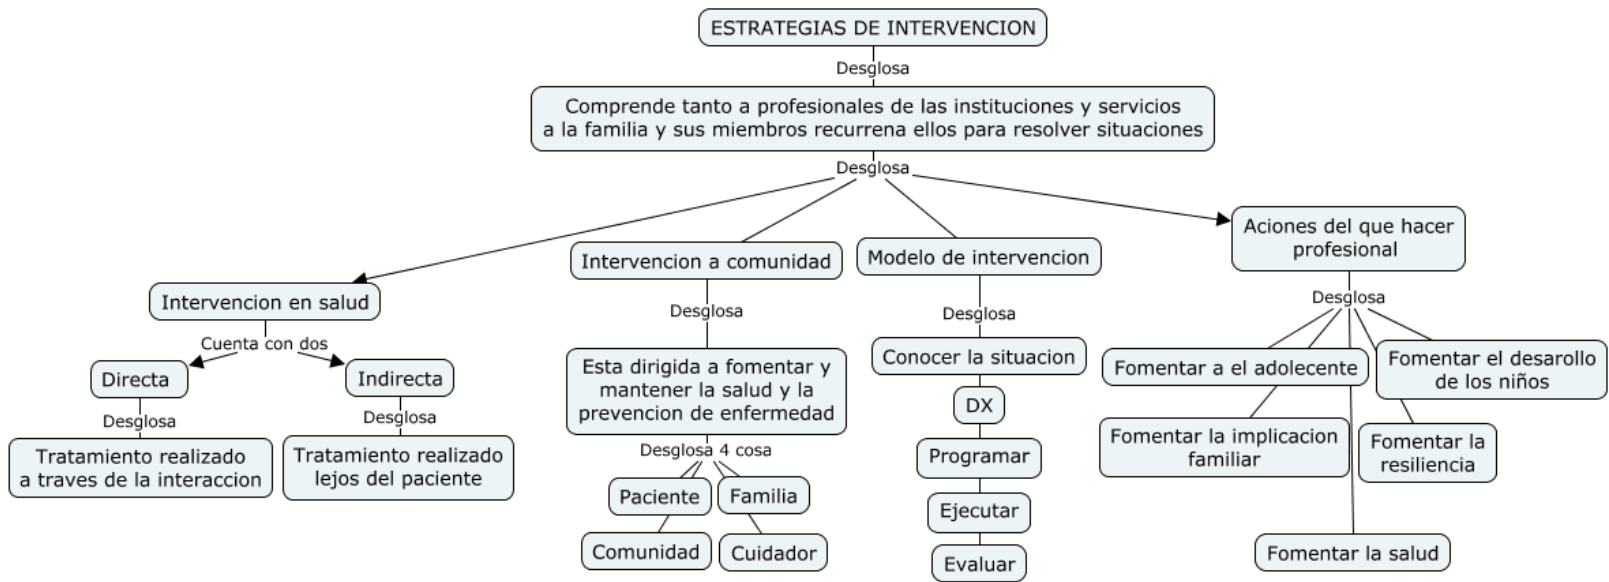 ESTRATEGIAS DE INTERVENCION
Desglosa
Comprende tanto a profesionales de las instituciones y servicios
a la familia y sus miembros recurrena ellos para resolver situaciones
Desglosa
Intervencion en salud
Cuenta con dos
Directa
Desglosa
Tratamiento realizado
a traves de la interaccion
Indirecta
Desglosa
Tratamiento realizado
lejos del paciente
Intervencion a comunidad
Desglosa
Esta dirigida a fomentar y
mantener la salud y la
prevencion de enfermedad
Desglosa 4 cosa
Paciente
Familia
Comunidad
Cuidador
Modelo de intervencion
Desglosa
Conocer la situacion
DX
Programar
Ejecutar
Evaluar
Aciones del que hacer
profesional
Desglosa
Fomentar a el adolecente
Fomentar el desarollo
de los niños
Fomentar la implicacion
familiar
Fomentar la
resiliencia
Fomentar la salud